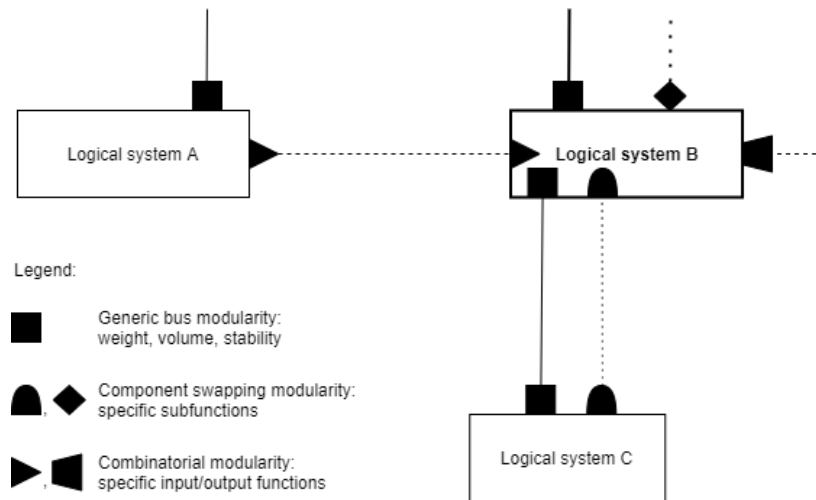 Logical system A
Logical system B
Legend:
Generic bus modularity:
weight, volume, stability
Component swapping modularity:
specific subfunctions
Combinatorial modularity:
specific input/output functions
Logical system C